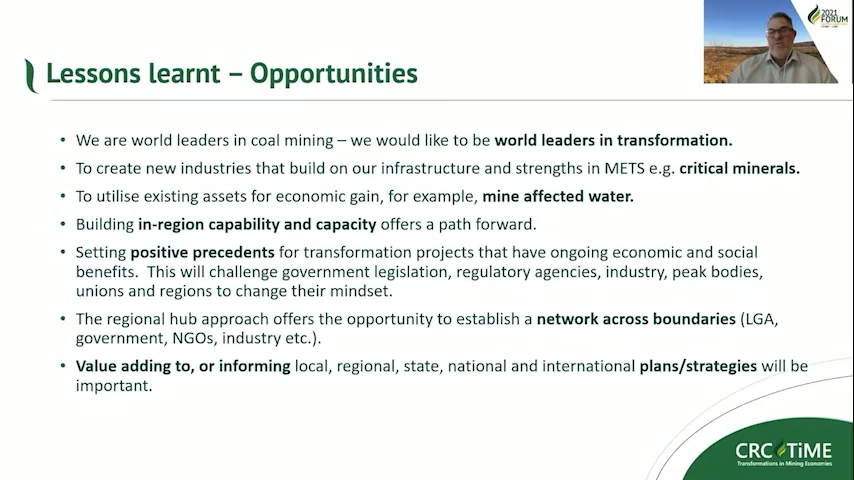 2021
FORUM
Lessons learnt – Opportunities
• We are world leaders in coal mining – we would like to be world leaders in transformation.
• To create new industries that build on our infrastructure and strengths in METS e.g. critical minerals.
• To utilise existing assets for economic gain, for example, mine affected water.
• Building in-region capability and capacity offers a path forward.
• Setting positive precedents for transformation projects that have ongoing economic and social
benefits.  This will challenge government legislation, regulatory agencies, industry, peak bodies,
unions and regions to change their mindset.
• The regional hub approach offers the opportunity to establish a network across boundaries (LGA,
government, NGOs, industry etc.).
• Value adding to, or informing local, regional, state, national and international plans/strategies will be
important.
CRC TiME
Transformations in Mining Economies